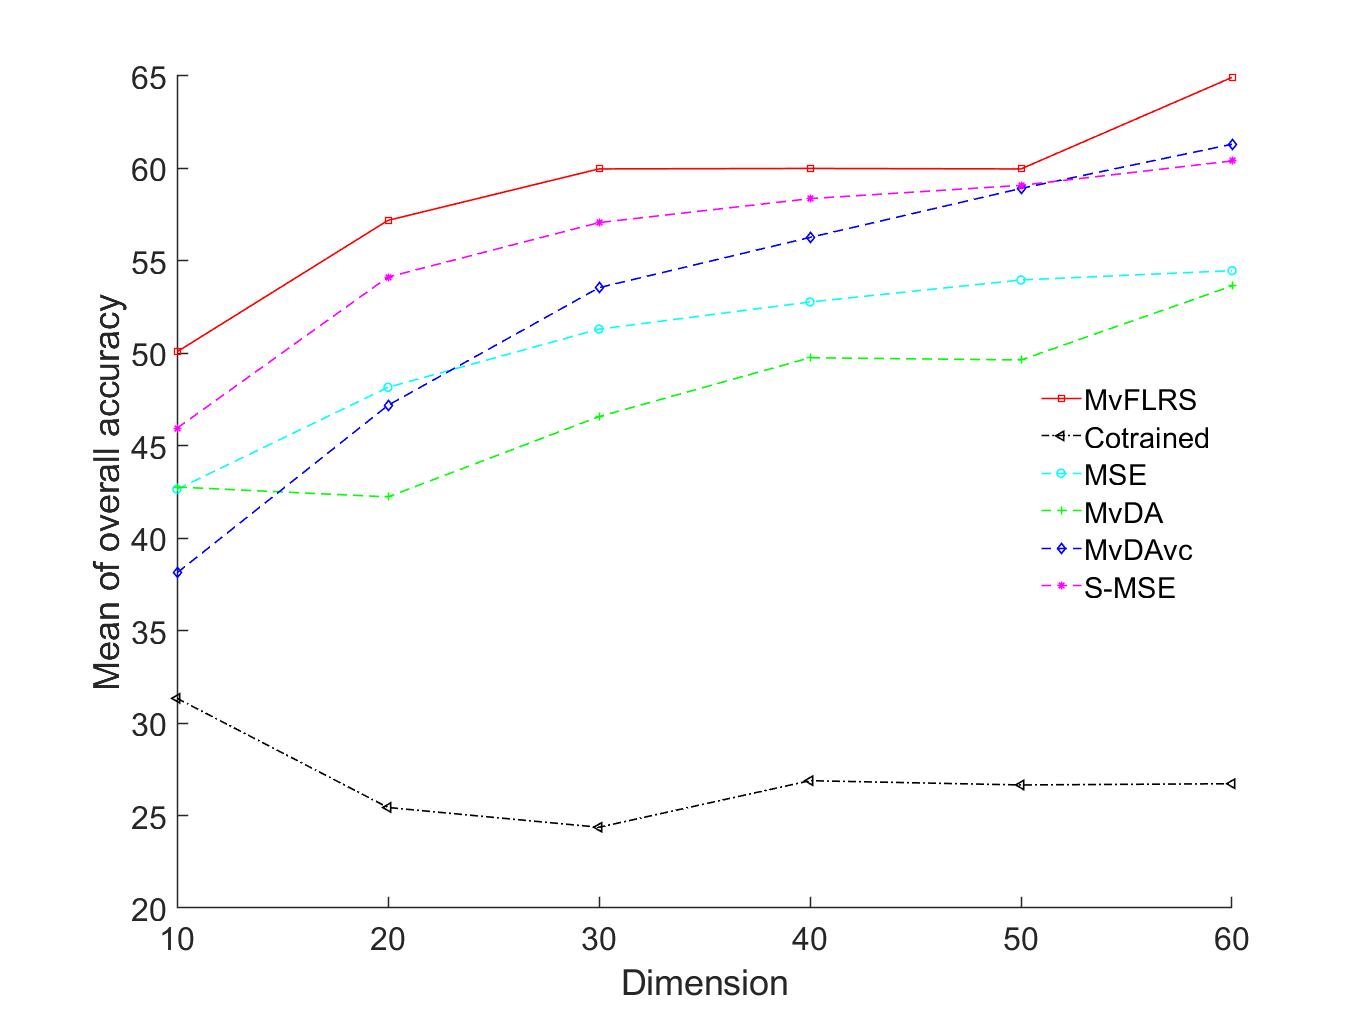 65
60
55
50
45
40
35
30
25
20
Mean of overall accuracy
MvFLRS
Cotrained
MSE
MvDA
MvDAvc
S-MSE
10 20 30 40 50 60
Dimension